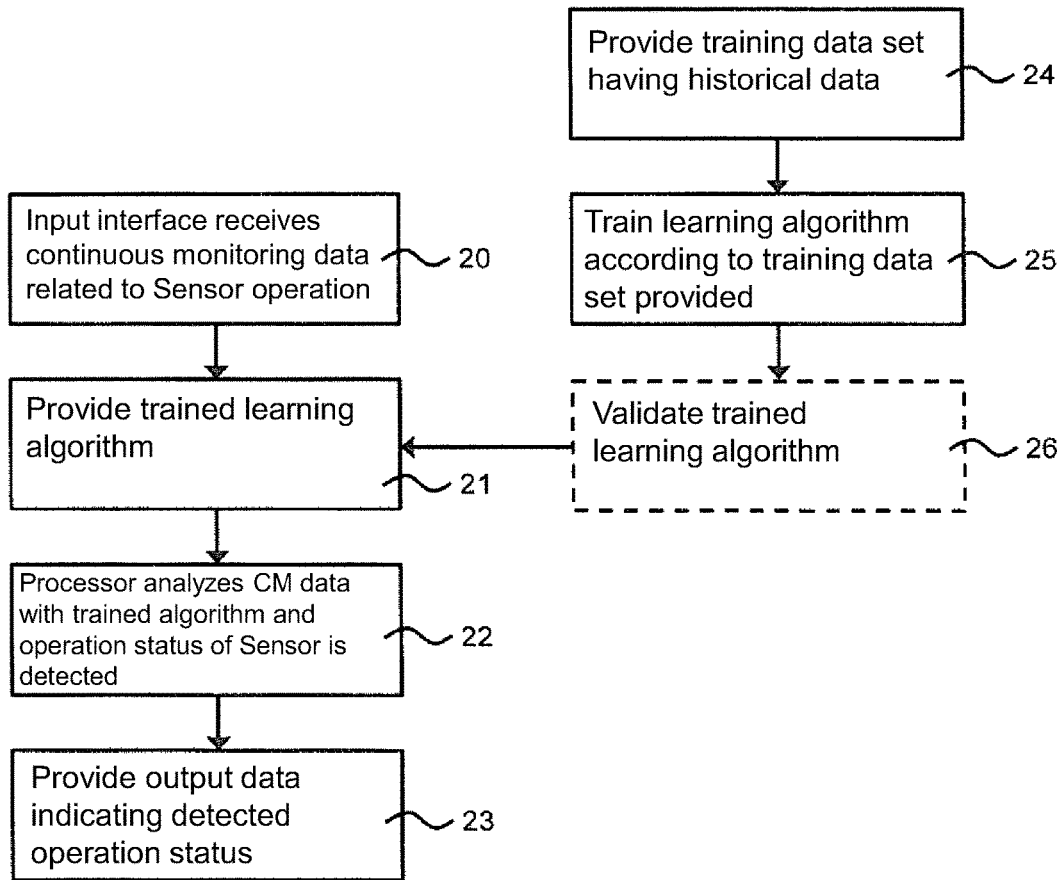 Provide training data set
having historical data
24
Input interface receives
continuous monitoring data
related to Sensor operation
20
Train learning algorithm
according to training data
set provided
25
Provide trained learning
algorithm
21
Validate trained
learning algorithm
26
Processor analyzes CM data
with trained algorithm and
operation status of Sensor is
detected
22
Provide output data
indicating detected
operation status
23